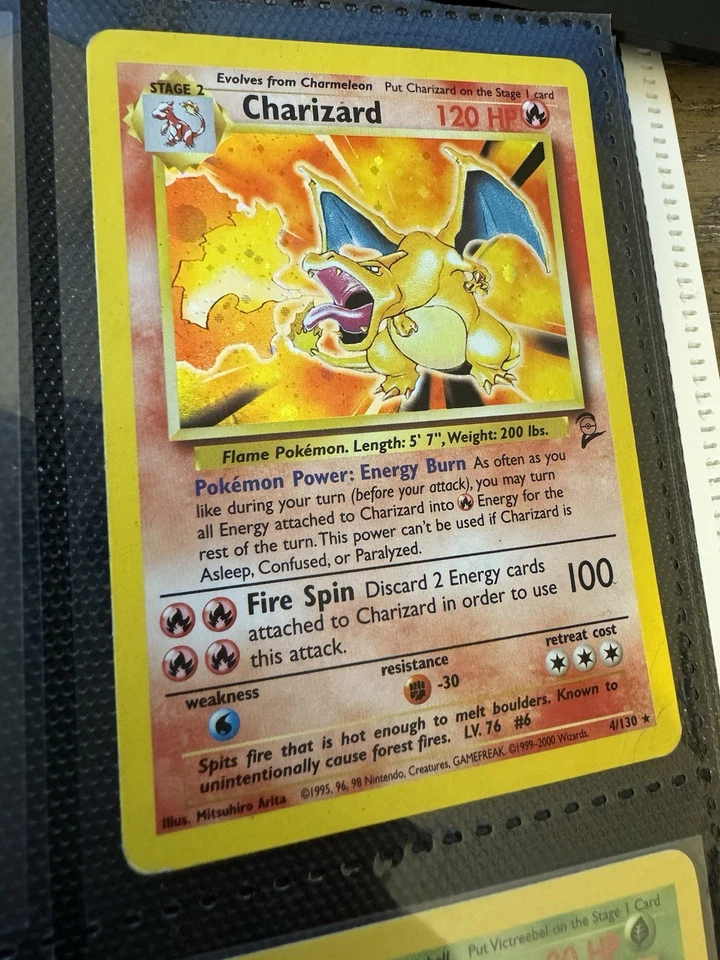 Evolves from Charmeleon Put Charizard on the Stage 1 card
STAGE 2
Charizard 120 HP
Flame Pokémon. Length: 5' 7", Weight: 200 lbs.
Pokémon Power: Energy Burn As often as you
like during your turn (before your attack), you may turn
all Energy attached to Charizard into Energy for the
rest of the turn. This power can't be used if Charizard is
Asleep, Confused, or Paralyzed.
Fire Spin Discard 2 Energy cards
attached to Charizard in order to use 100
this attack.
weakness resistance retreat cost
-30
Spits fire that is hot enough to melt boulders. Known to
unintentionally cause forest fires. LV. 76 #6
Illus. Mitsuhiro Arita ©1995, 96, 98 Nintendo, Creatures, GAMEFREAK. ©1999-2000 Wizards. 4/130 ★
Put Victreebel on the Stage 1 Card
HP